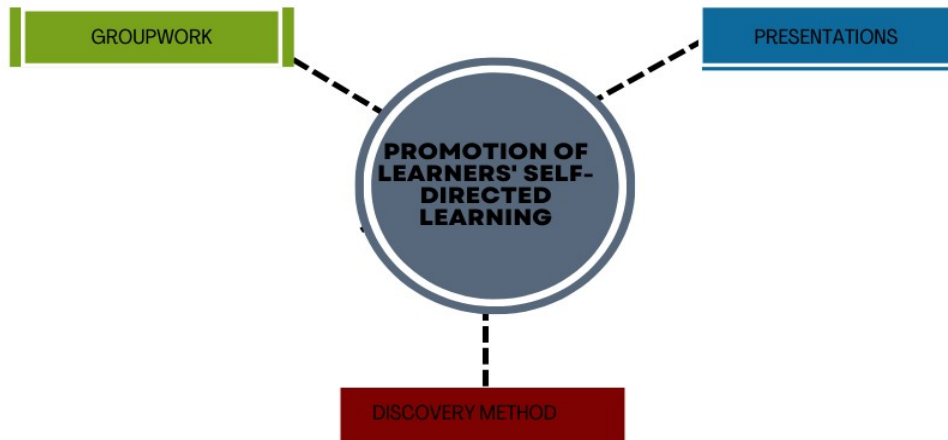 GROUPWORK
PRESENTATIONS
PROMOTION OF
LEARNERS' SELF-
DIRECTED
LEARNING
DISCOVERY METHOD